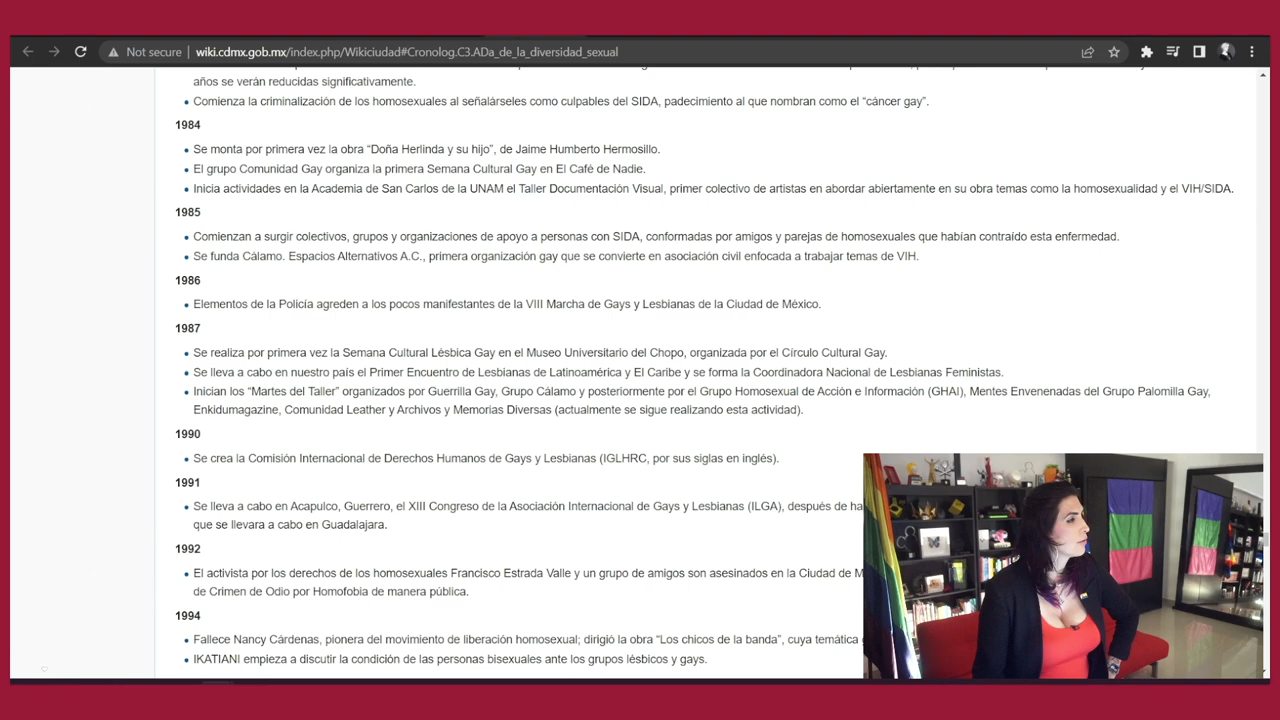 Not secure | wiki.cdmx.gob.mx/index.php/Wikiciudad#Cronolog.C3.ADa_de_la_diversidad_sexual
años se verán reducidas significativamente.
Comienza la criminalización de los homosexuales al señalárseles como culpables del SIDA, padecimiento al que nombran como el “cáncer gay”.
1984
Se monta por primera vez la obra “Doña Herlinda y su hijo”, de Jaime Humberto Hermosillo.
El grupo Comunidad Gay organiza la primera Semana Cultural Gay en El Café de Nadie.
Inicia actividades en la Academia de San Carlos de la UNAM el Taller Documentación Visual, primer colectivo de artistas en abordar abiertamente en su obra temas como la homosexualidad y el VIH/SIDA.
1985
Comienzan a surgir colectivos, grupos y organizaciones de apoyo a personas con SIDA, conformadas por amigos y parejas de homosexuales que habían contraído esta enfermedad.
Se funda Cálamo. Espacios Alternativos A.C., primera organización gay que se convierte en asociación civil enfocada a trabajar temas de VIH.
1986
Elementos de la Policía agreden a los pocos manifestantes de la VIII Marcha de Gays y Lesbianas de la Ciudad de México.
1987
Se realiza por primera vez la Semana Cultural Lésbica Gay en el Museo Universitario del Chopo, organizada por el Círculo Cultural Gay.
Se lleva a cabo en nuestro país el Primer Encuentro de Lesbianas de Latinoamérica y El Caribe y se forma la Coordinadora Nacional de Lesbianas Feministas.
Inician los “Martes del Taller” organizados por Guerrilla Gay, Grupo Cálamo y posteriormente por el Grupo Homosexual de Acción e Información (GHAI), Mentes Envenenadas del Grupo Palomilla Gay,
Enkidumagazine, Comunidad Leather y Archivos y Memorias Diversas (actualmente se sigue realizando esta actividad).
1990
Se crea la Comisión Internacional de Derechos Humanos de Gays y Lesbianas (IGLHRC, por sus siglas en inglés).
1991
Se lleva a cabo en Acapulco, Guerrero, el XIII Congreso de la Asociación Internacional de Gays y Lesbianas (ILGA), después de ha
que se llevara a cabo en Guadalajara.
1992
El activista por los derechos de los homosexuales Francisco Estrada Valle y un grupo de amigos son asesinados en la Ciudad de M
de Crimen de Odio por Homofobia de manera pública.
1994
Fallece Nancy Cárdenas, pionera del movimiento de liberación homosexual; dirigió la obra “Los chicos de la banda”, cuya temática
IKATIANI empieza a discutir la condición de las personas bisexuales ante los grupos lésbicos y gays.